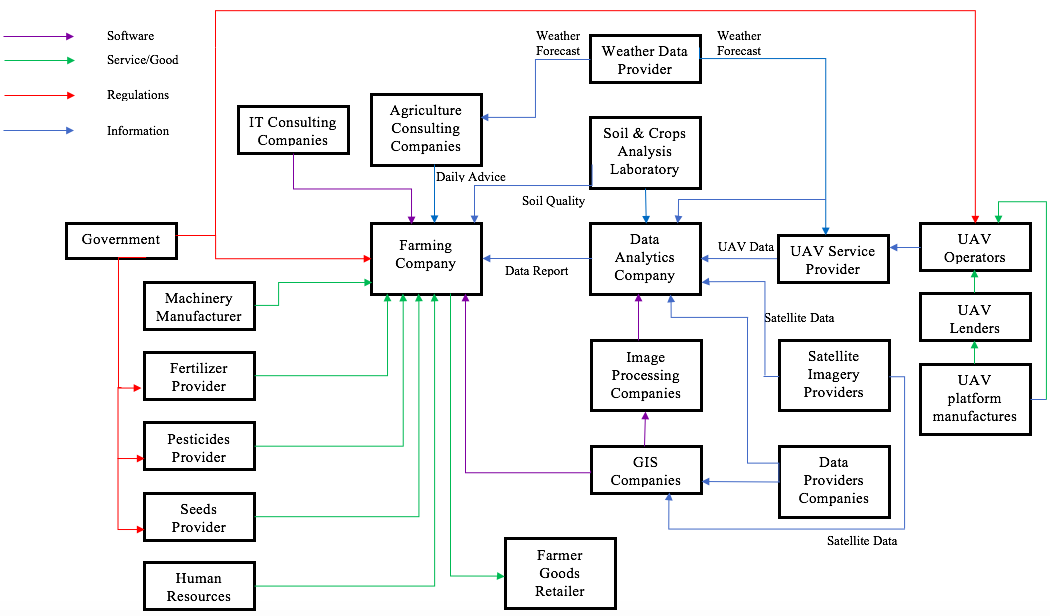 Software
Service/Good
Regulations
Information
Weather
Forecast
Weather Data
Provider
Weather
Forecast
IT Consulting
Companies
Agriculture
Consulting
Companies
Soil & Crops
Analysis
Laboratory
Daily Advice
Soil Quality
Government
Farming
Company
Data Report
Data
Analytics
Company
UAV Data
UAV Service
Provider
UAV
Operators
Machinery
Manufacturer
Satellite Data
UAV
Lenders
Fertilizer
Provider
Image
Processing
Companies
Satellite
Imagery
Providers
UAV
platform
manufactures
Pesticides
Provider
GIS
Companies
Data
Providers
Companies
Seeds
Provider
Satellite Data
Human
Resources
Farmer
Goods
Retailer